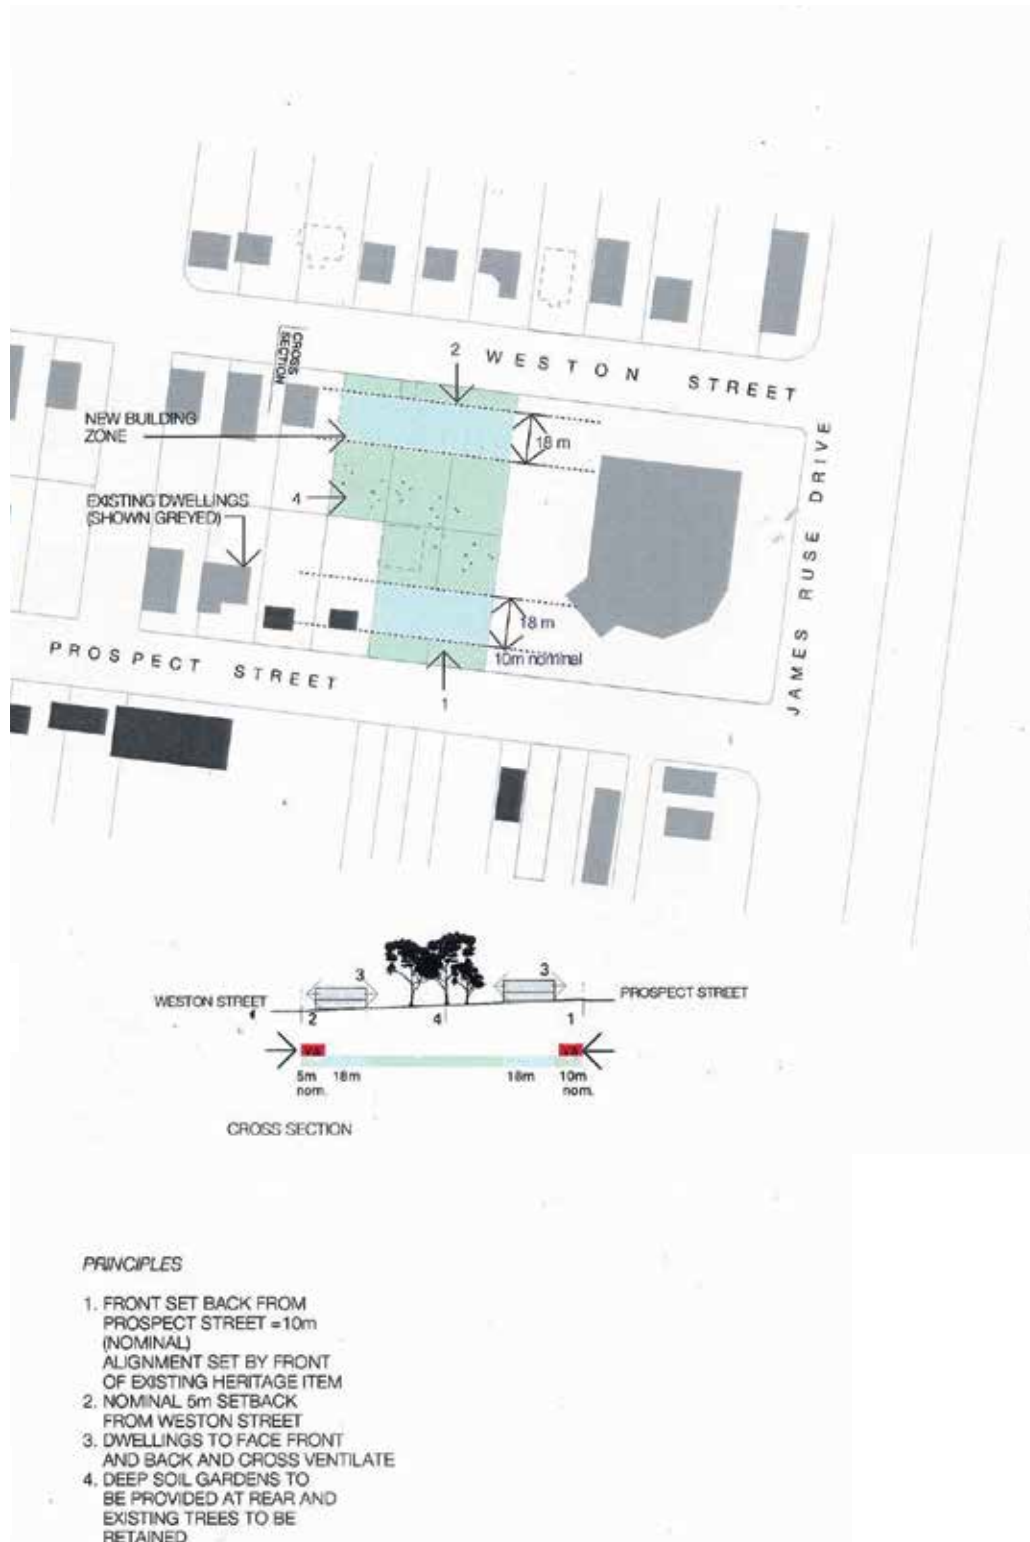 2 WESTON STREET
CROSS
SECTION
NEW BUILDING
ZONE
18 m
JAMES RUSE DRIVE
4
EXISTING DWELLINGS
(SHOWN GREYED)
18 m
10m nominal
PROSPECT STREET
1
3
3
WESTON STREET
PROSPECT STREET
2
4
1
5m
nom.
18m
18m
10m
nom.
CROSS SECTION
PRINCIPLES
1. FRONT SET BACK FROM
PROSPECT STREET =10m
(NOMINAL)
ALIGNMENT SET BY FRONT
OF EXISTING HERITAGE ITEM
2. NOMINAL 5m SETBACK
FROM WESTON STREET
3. DWELLINGS TO FACE FRONT
AND BACK AND CROSS VENTILATE
4. DEEP SOIL GARDENS TO
BE PROVIDED AT REAR AND
EXISTING TREES TO BE
RETAINED